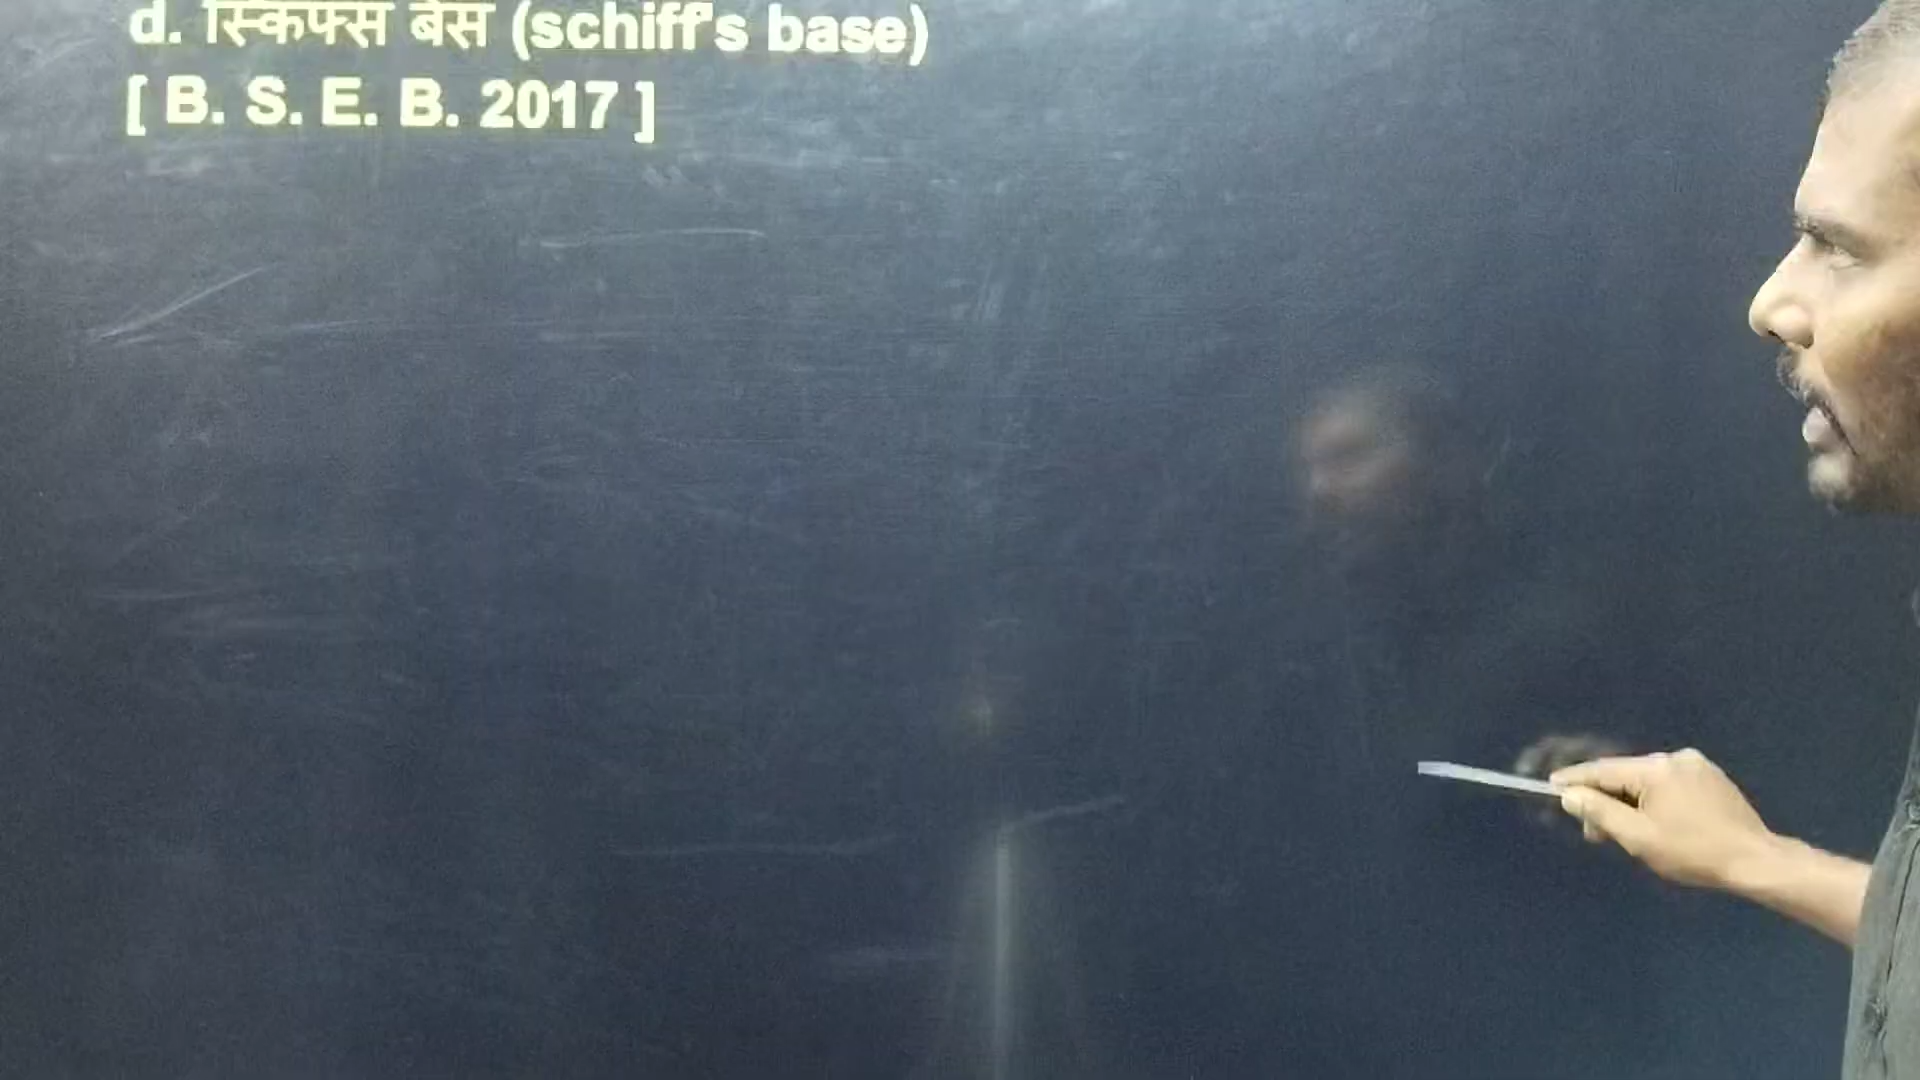 d. स्किफ्स बेस (schiff's base)
[ B. S. E. B. 2017 ]